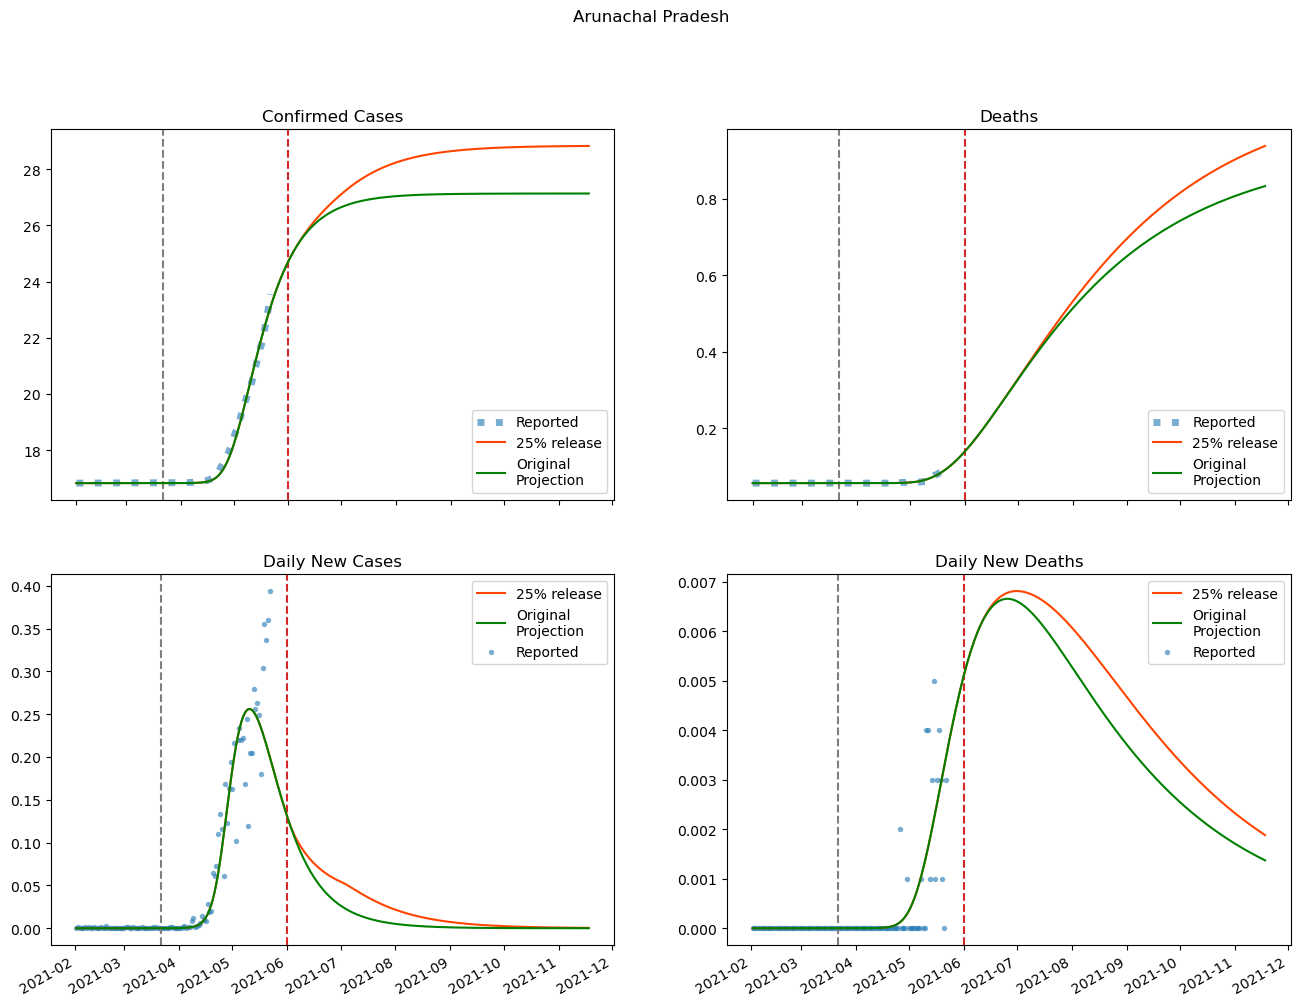 Arunachal Pradesh
Confirmed Cases
28
26
24
22
20
18
Reported
25% release
Original
Projection
Deaths
0.8
0.6
0.4
0.2
Reported
25% release
Original
Projection
Daily New Cases
0.40
0.35
0.30
0.25
0.20
0.15
0.10
0.05
0.00
25% release
Original
Projection
Reported
2021-02
2021-03
2021-04
2021-05
2021-06
2021-07
2021-08
2021-09
2021-10
2021-11
2021-12
Daily New Deaths
0.007
0.006
0.005
0.004
0.003
0.002
0.001
0.000
25% release
Original
Projection
Reported
2021-02
2021-03
2021-04
2021-05
2021-06
2021-07
2021-08
2021-09
2021-10
2021-11
2021-12